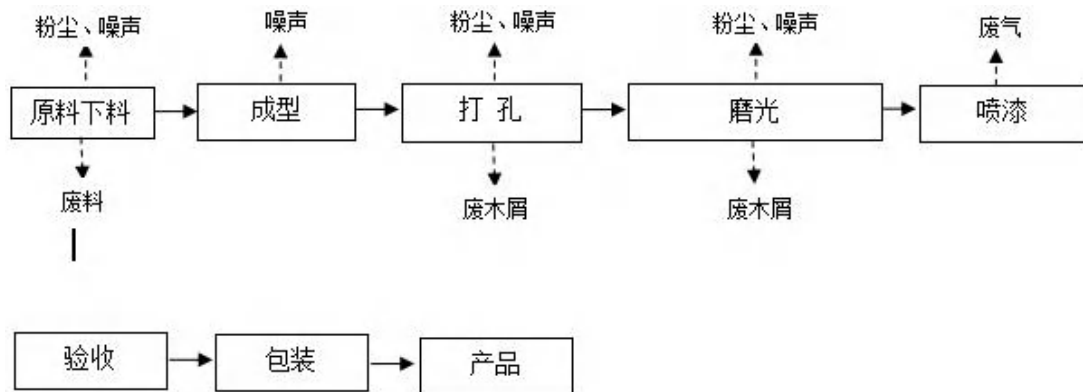 粉尘、噪声 噪声 粉尘、噪声 粉尘、噪声 废气
原料下料 成型 打 孔 磨光 喷漆
废料 废木屑 废木屑
验收 包装 产品